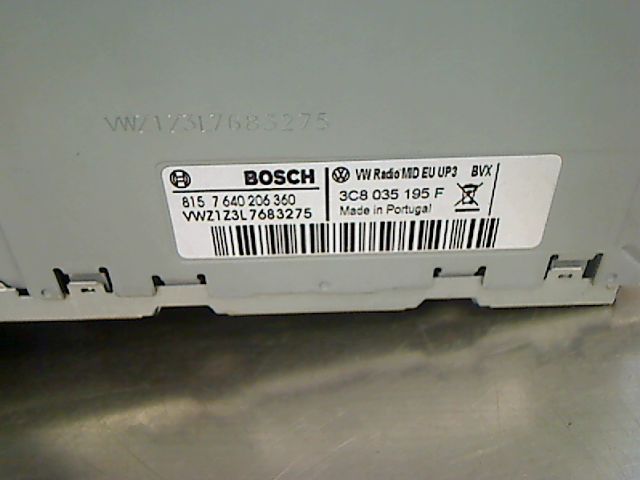 VWZ1Z3L7683275
BOSCH
VW Radio MID EU UP3 BVX
815 7 640 206 360
3C8 035 195 F
VWZ1Z3L7683275
Made in Portugal